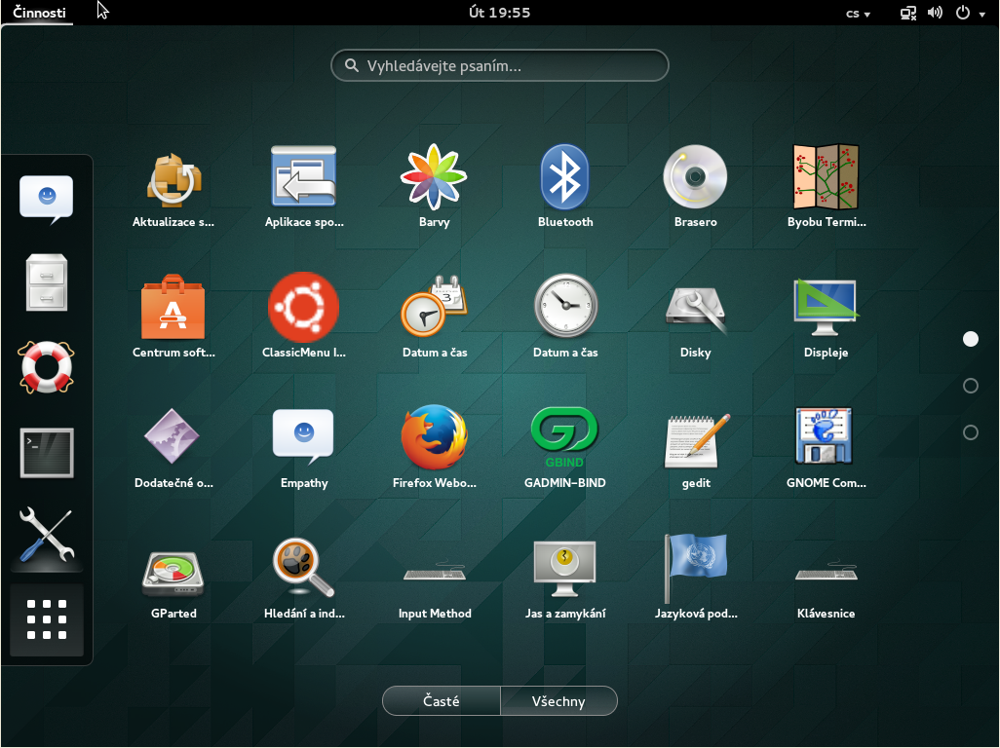 Činnosti
Út 19:55
cs
Vyhledávejte psaním...
Aktualizace s...
Aplikace spo...
Barvy
Bluetooth
Brasero
Byobu Termi...
Centrum soft...
ClassicMenu I...
Datum a čas
Datum a čas
Disky
Displeje
Dodatečné o...
Empathy
Firefox Webo...
GBIND
GADMIN-BIND
gedit
GNOME Com...
GParted
Hledání a ind...
Input Method
Jas a zamykání
Jazyková pod...
Klávesnice
Časté
Všechny